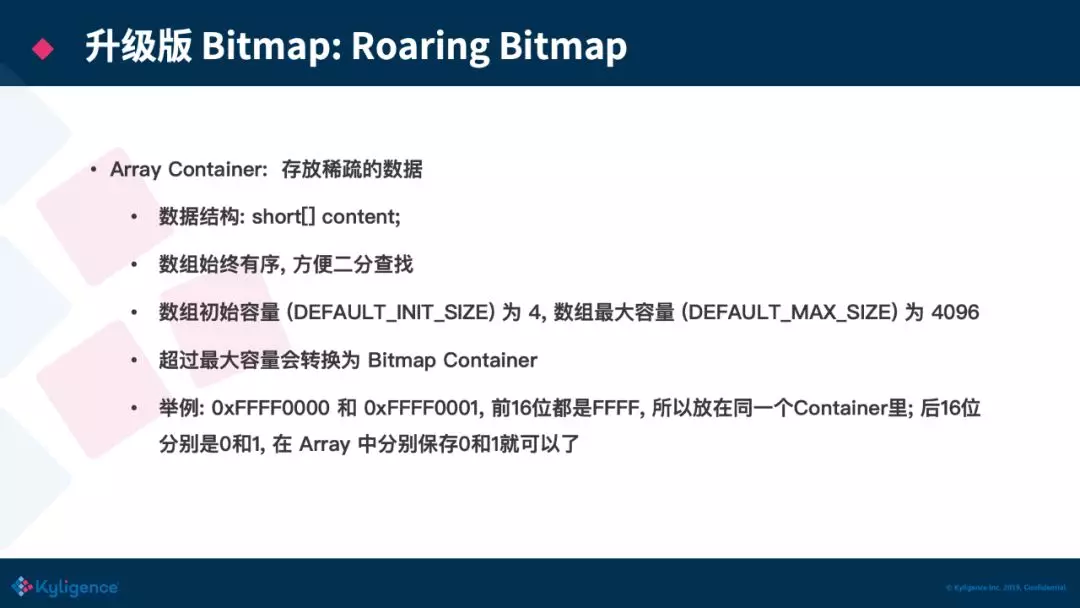 升级版 Bitmap: Roaring Bitmap
• Array Container: 存放稀疏的数据
• 数据结构: short[] content;
• 数组始终有序, 方便二分查找
• 数组初始容量 (DEFAULT_INIT_SIZE) 为 4, 数组最大容量 (DEFAULT_MAX_SIZE) 为 4096
• 超过最大容量会转换为 Bitmap Container
• 举例: 0xFFFF0000 和 0xFFFF0001, 前16位都是FFFF, 所以放在同一个Container里; 后16位
分别是0和1, 在 Array 中分别保存0和1就可以了
Kyligence
© Kyligence Inc. 2019, Confidential.